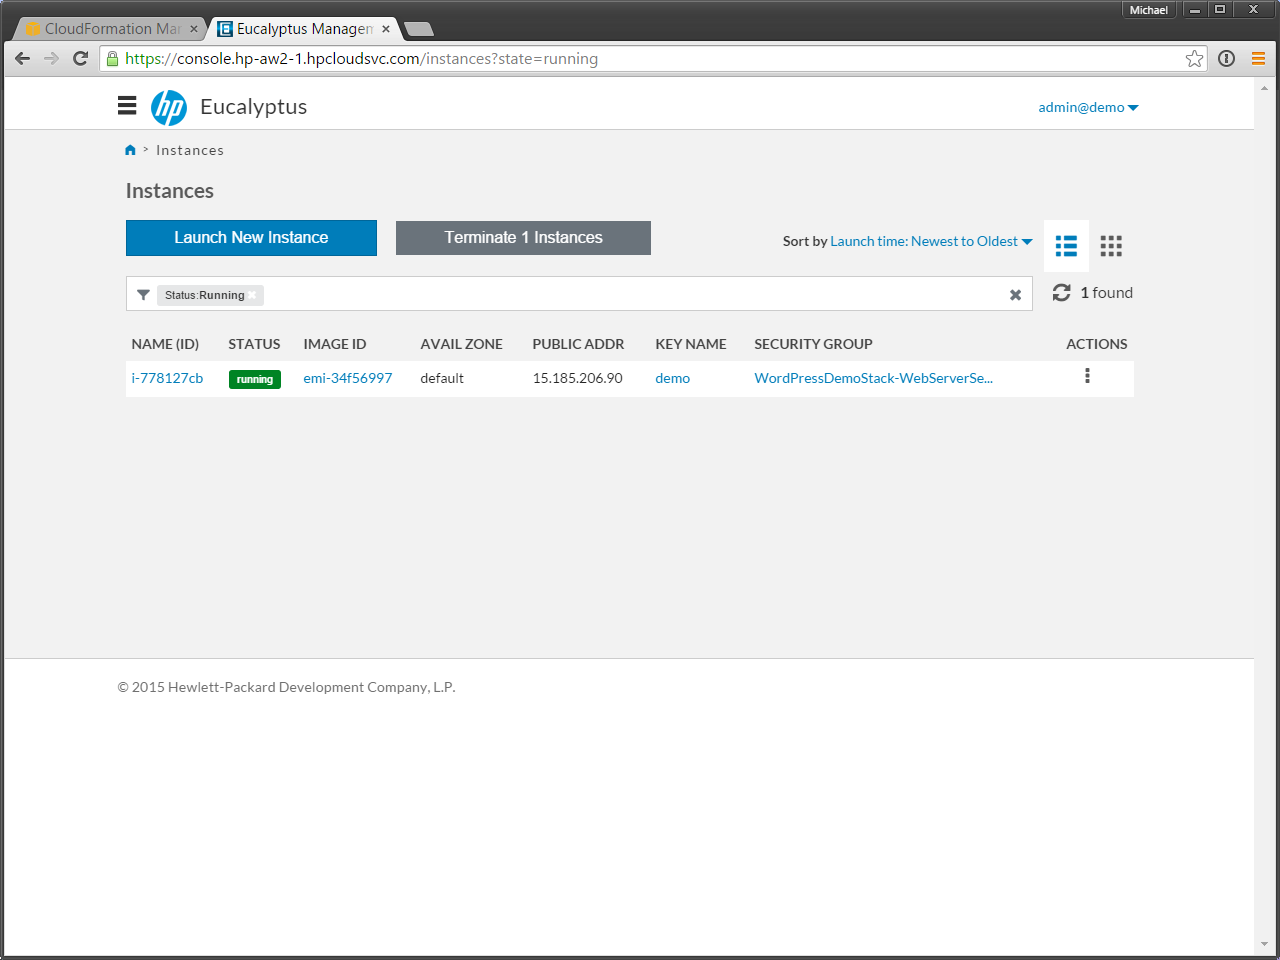 Michael
CloudFormation Mar
Eucalyptus Managem
https://console.hp-aw2-1.hpcloudsvc.com/instances?state=running
hp Eucalyptus
admin@demo
> Instances
Instances
Launch New Instance
Terminate 1 Instances
Sort by Launch time: Newest to Oldest
Status:Running
1 found
NAME (ID) STATUS IMAGE ID AVAIL ZONE PUBLIC ADDR KEY NAME SECURITY GROUP ACTIONS
i-778127cb running emi-34f56997 default 15.185.206.90 demo WordPressDemoStack-WebServerSe...
© 2015 Hewlett-Packard Development Company, L.P.